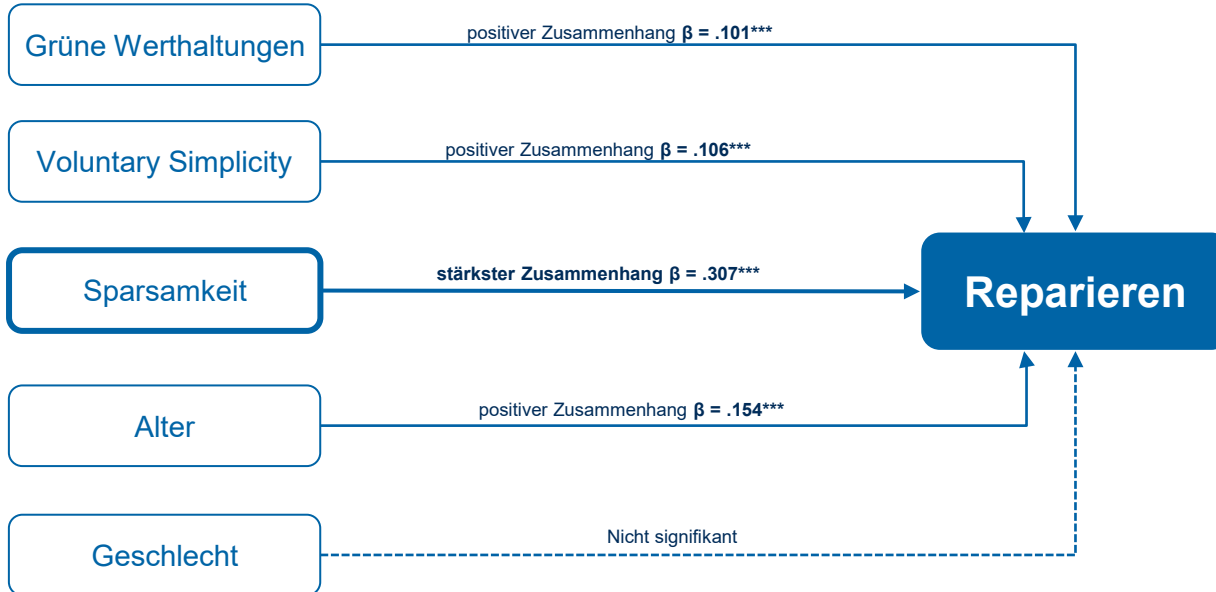 Grüne Werthaltungen
positiver Zusammenhang β = .101***
Voluntary Simplicity
positiver Zusammenhang β = .106***
Sparsamkeit
stärkster Zusammenhang β = .307***
Reparieren
Alter
positiver Zusammenhang β = .154***
Geschlecht
Nicht signifikant